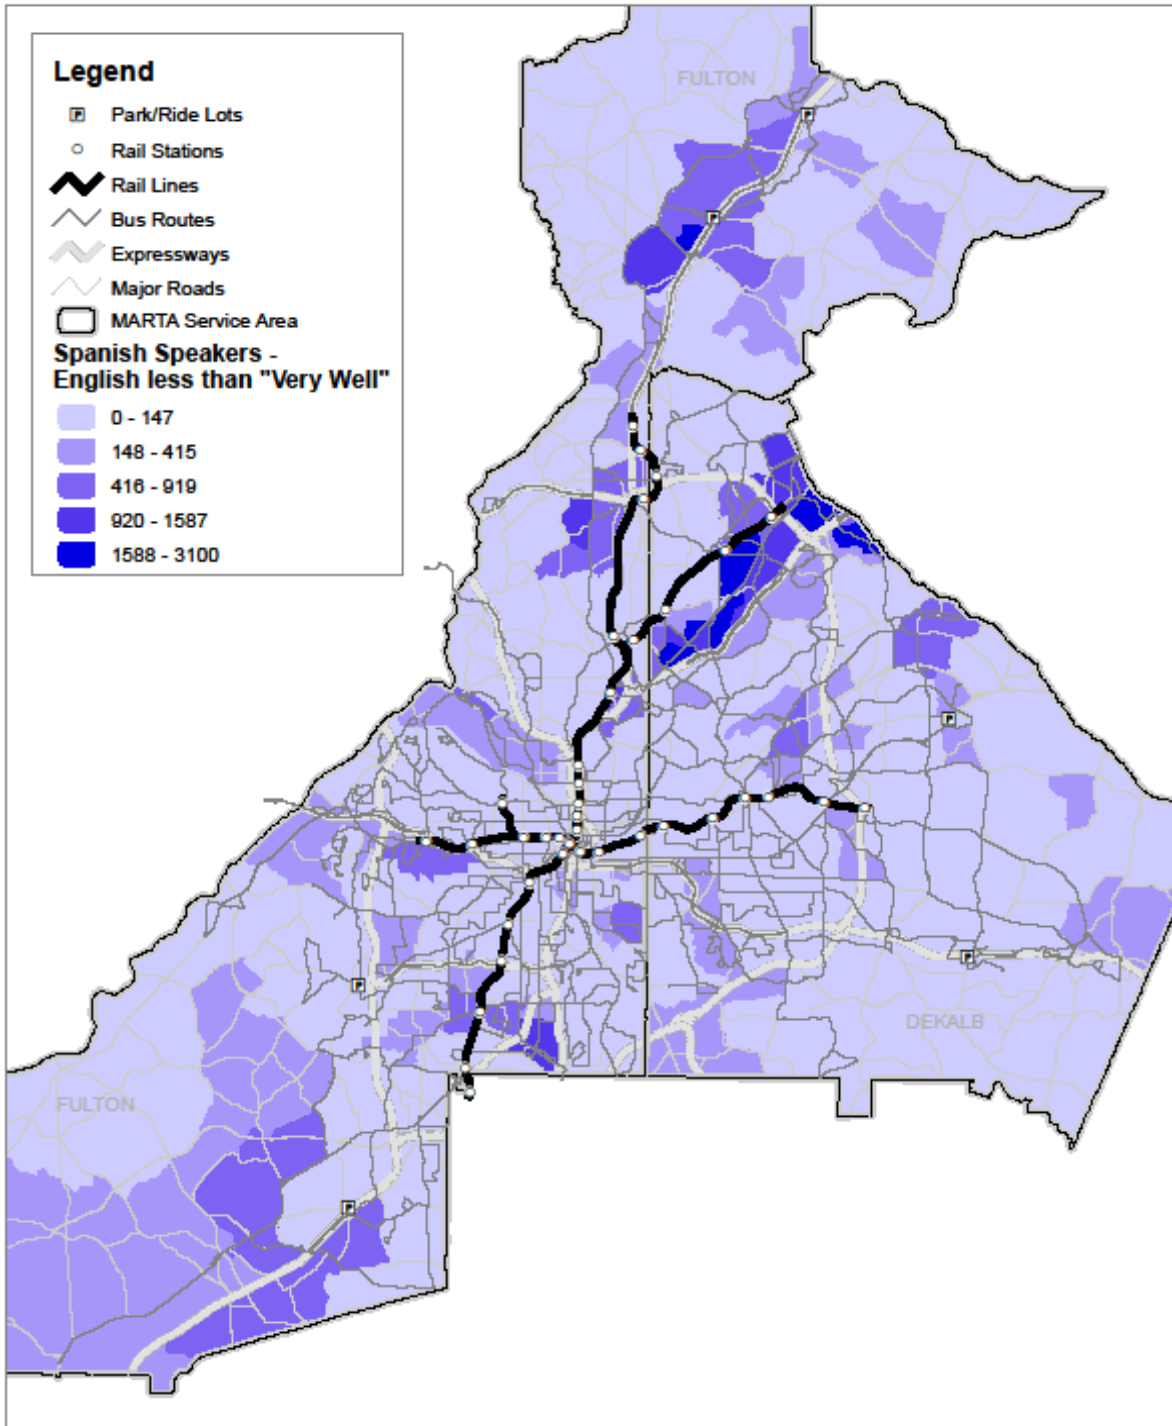 Legend
P Park/Ride Lots
Rail Stations
Rail Lines
Bus Routes
Expressways
Major Roads
MARTA Service Area
Spanish Speakers -
English less than "Very Well"
0 - 147
148 - 415
416 - 919
920 - 1587
1588 - 3100
FULTON
P
P
P
P
P
DEKALB
FULTON
P